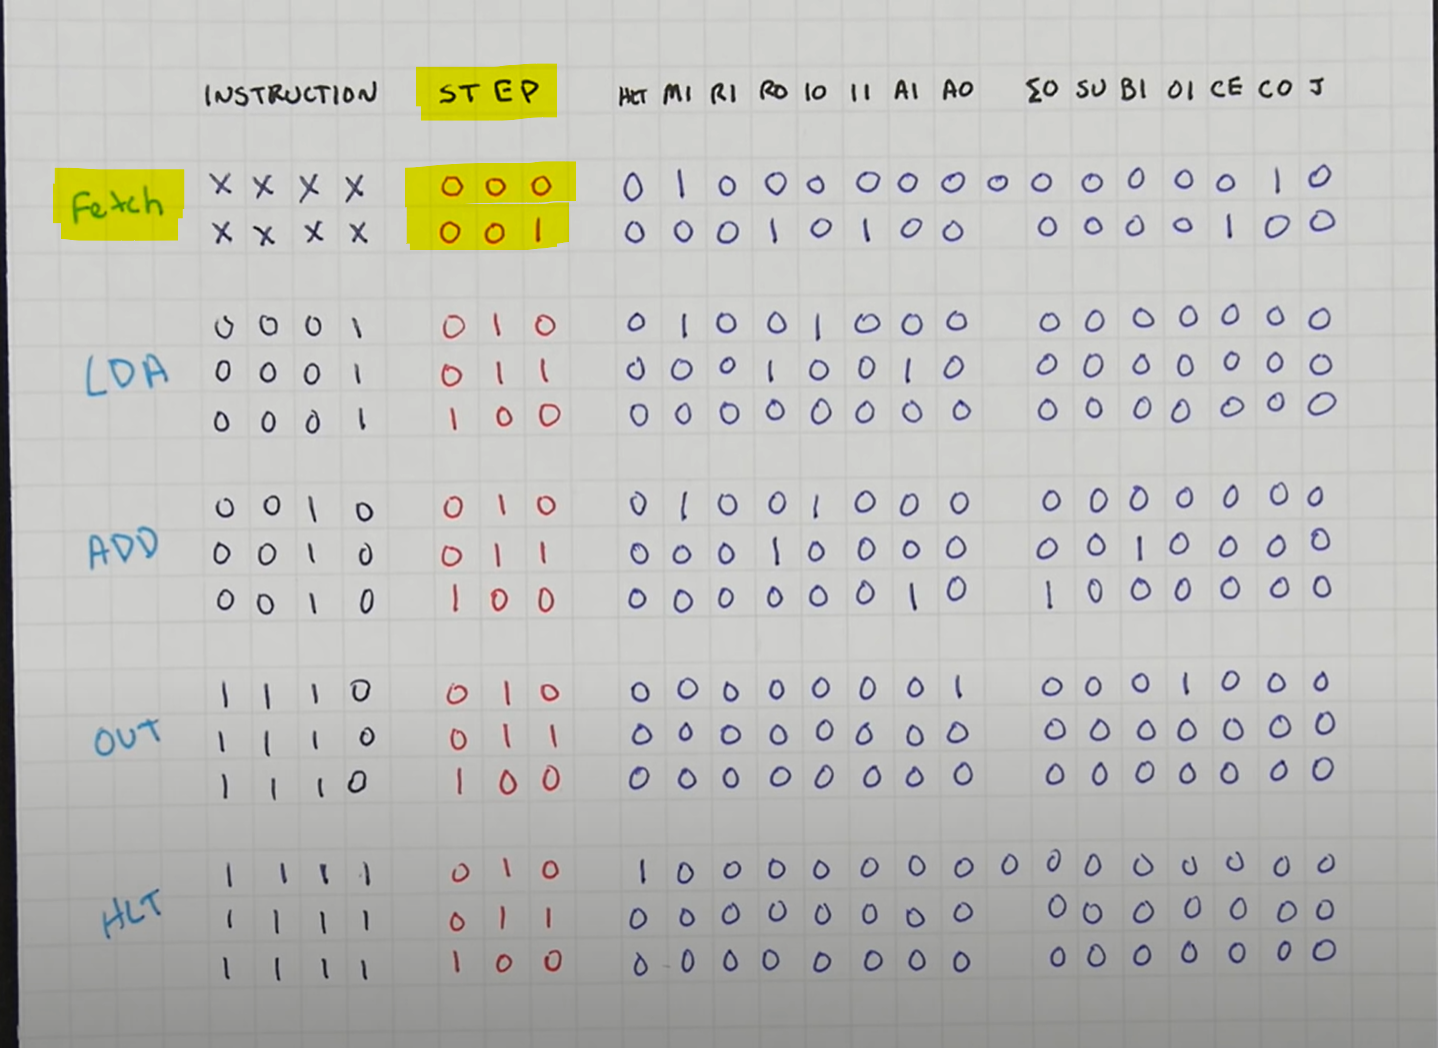 INSTRUCTION STEP HLT MI RI RO IO II AI AO ΣO SU BI OI CE CO J
Fetch X X X X 0 0 0 0 1 0 0 0 0 0 0 0 0 0 0 0 0 1 0
X X X X 0 0 1 0 0 0 1 0 1 0 0 0 0 0 0 1 0 0
LDA 0 0 0 1 0 1 0 0 1 0 0 1 0 0 0 0 0 0 0 0 0 0
0 0 0 1 0 1 1 0 0 0 1 0 0 1 0 0 0 0 0 0 0 0
0 0 0 1 1 0 0 0 0 0 0 0 0 0 0 0 0 0 0 0 0 0
ADD 0 0 1 0 0 1 0 0 1 0 0 1 0 0 0 0 0 0 0 0 0 0
0 0 1 0 0 1 1 0 0 0 1 0 0 0 0 0 0 1 0 0 0 0
0 0 1 0 1 0 0 0 0 0 0 0 0 1 0 1 0 0 0 0 0 0
OUT 1 1 1 0 0 1 0 0 0 0 0 0 0 0 1 0 0 0 1 0 0 0
1 1 1 0 0 1 1 0 0 0 0 0 0 0 0 0 0 0 0 0 0 0
1 1 1 0 1 0 0 0 0 0 0 0 0 0 0 0 0 0 0 0 0 0
HLT 1 1 1 1 0 1 0 1 0 0 0 0 0 0 0 0 0 0 0 0 0 0 0
1 1 1 1 0 1 1 0 0 0 0 0 0 0 0 0 0 0 0 0 0 0
1 1 1 1 1 0 0 0 0 0 0 0 0 0 0 0 0 0 0 0 0 0